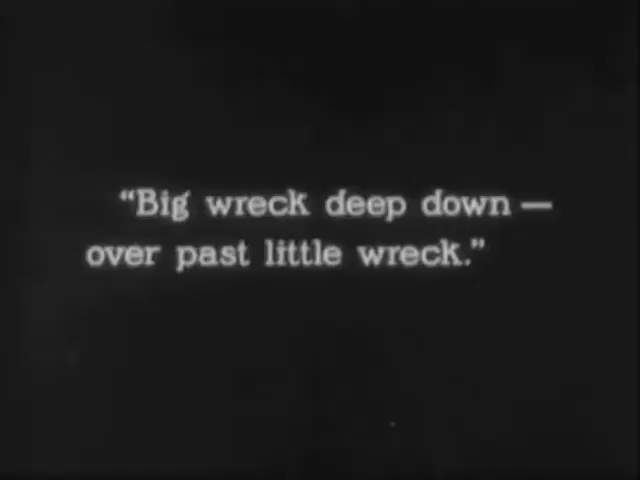 “Big wreck deep down —
over past little wreck.”